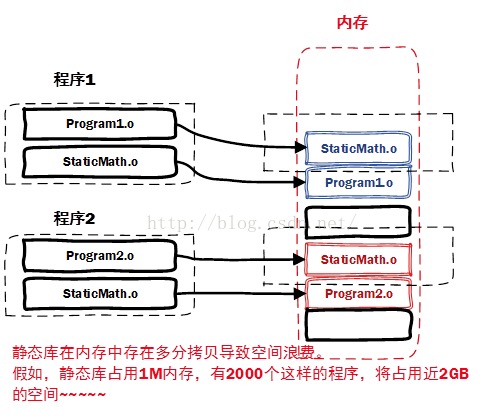 内存
程序1
Program1.o
StaticMath.o
StaticMath.o
Program1.o
http://blog.csdn.net/
程序2
Program2.o
StaticMath.o
StaticMath.o
Program2.o
静态库在内存中存在多分拷贝导致空间浪费。
假如，静态库占用1M内存，有2000个这样的程序，将占用近2GB
的空间~~~~~